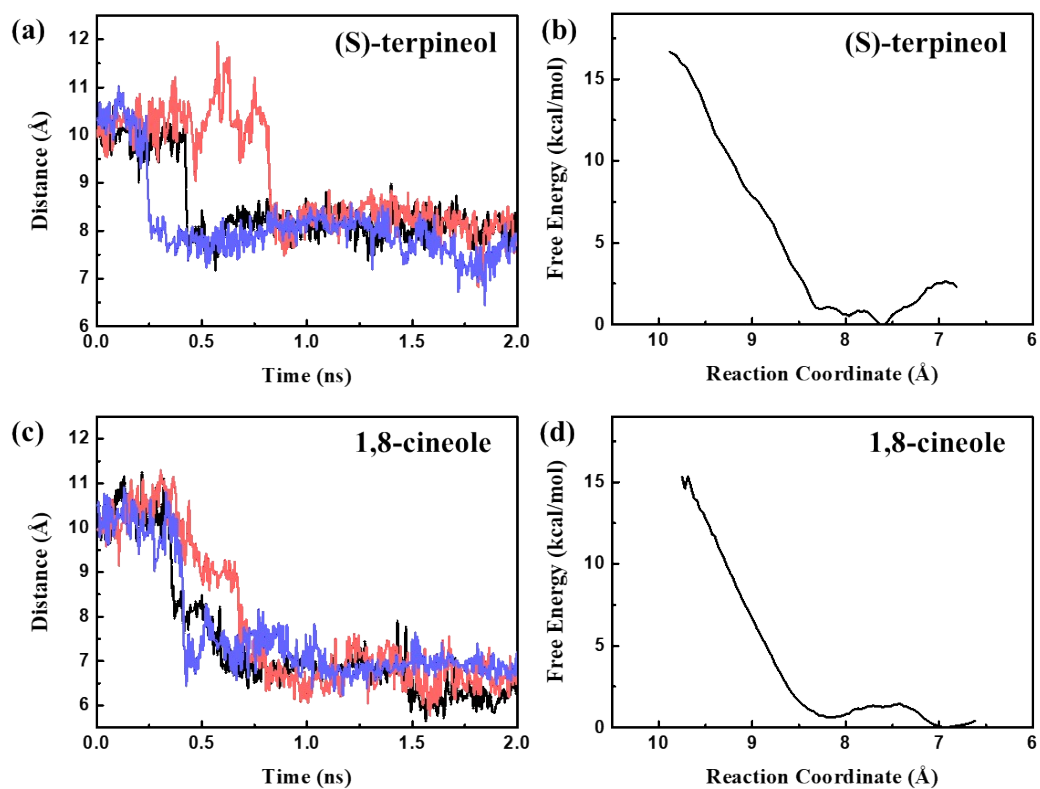 (a)
(S)-terpineol
12
11
10
9
8
7
6
Distance (Å)
0.0 0.5 1.0 1.5 2.0
Time (ns)
(b)
(S)-terpineol
15
10
5
0
Free Energy (kcal/mol)
10 9 8 7 6
Reaction Coordinate (Å)
(c)
1,8-cineole
12
11
10
9
8
7
6
Distance (Å)
0.0 0.5 1.0 1.5 2.0
Time (ns)
(d)
1,8-cineole
15
10
5
0
Free Energy (kcal/mol)
10 9 8 7 6
Reaction Coordinate (Å)